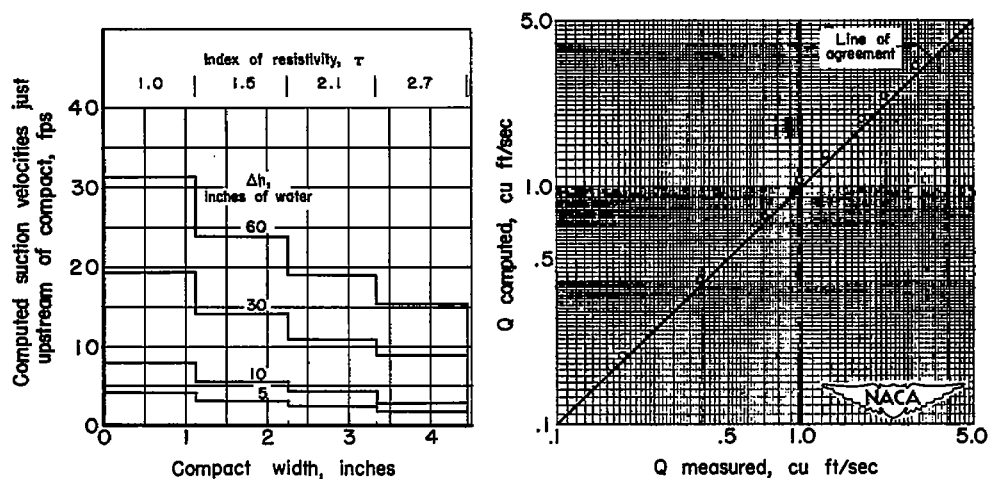 Index of resistivity, τ
1.0 1.5 2.1 2.7
Computed suction velocities just
upstream of compact, fps
40
30
20
10
0
Δh,
inches of water
60
30
10
5
0 1 2 3 4
Compact width, inches
Q computed, cu ft/sec
5.0
1.0
.5
.1
Line of
agreement
NACA
.1 .5 1.0 5.0
Q measured, cu ft/sec